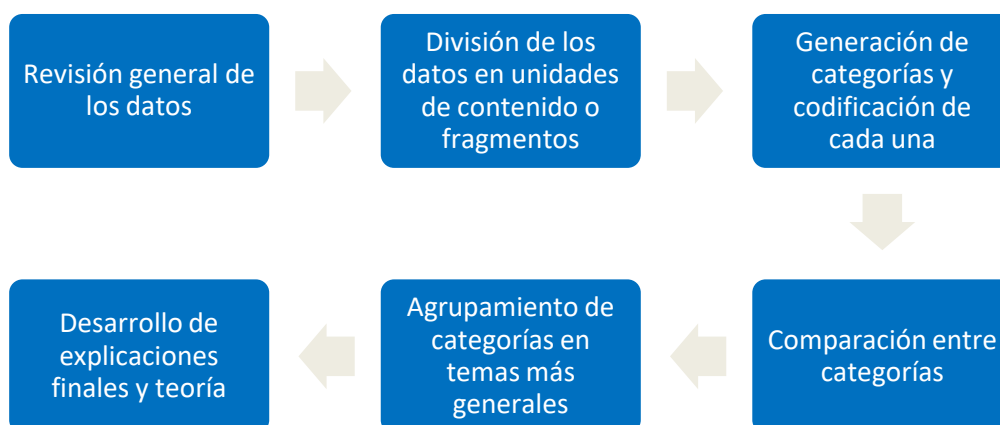 Revisión general de
los datos
División de los
datos en unidades
de contenido o
fragmentos
Generación de
categorías y
codificación de
cada una
Comparación entre
categorías
Agrupamiento de
categorías en
temas más
generales
Desarrollo de
explicaciones
finales y teoría